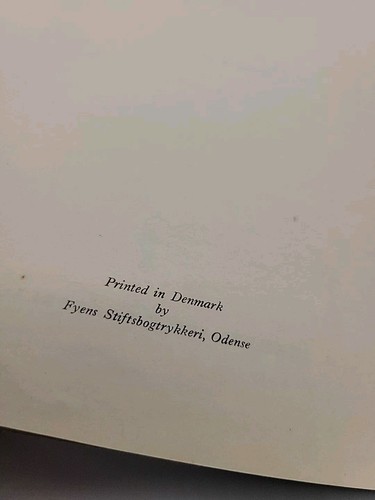 Printed in Denmark
by
Fyens Stiftsbogtrykkeri, Odense